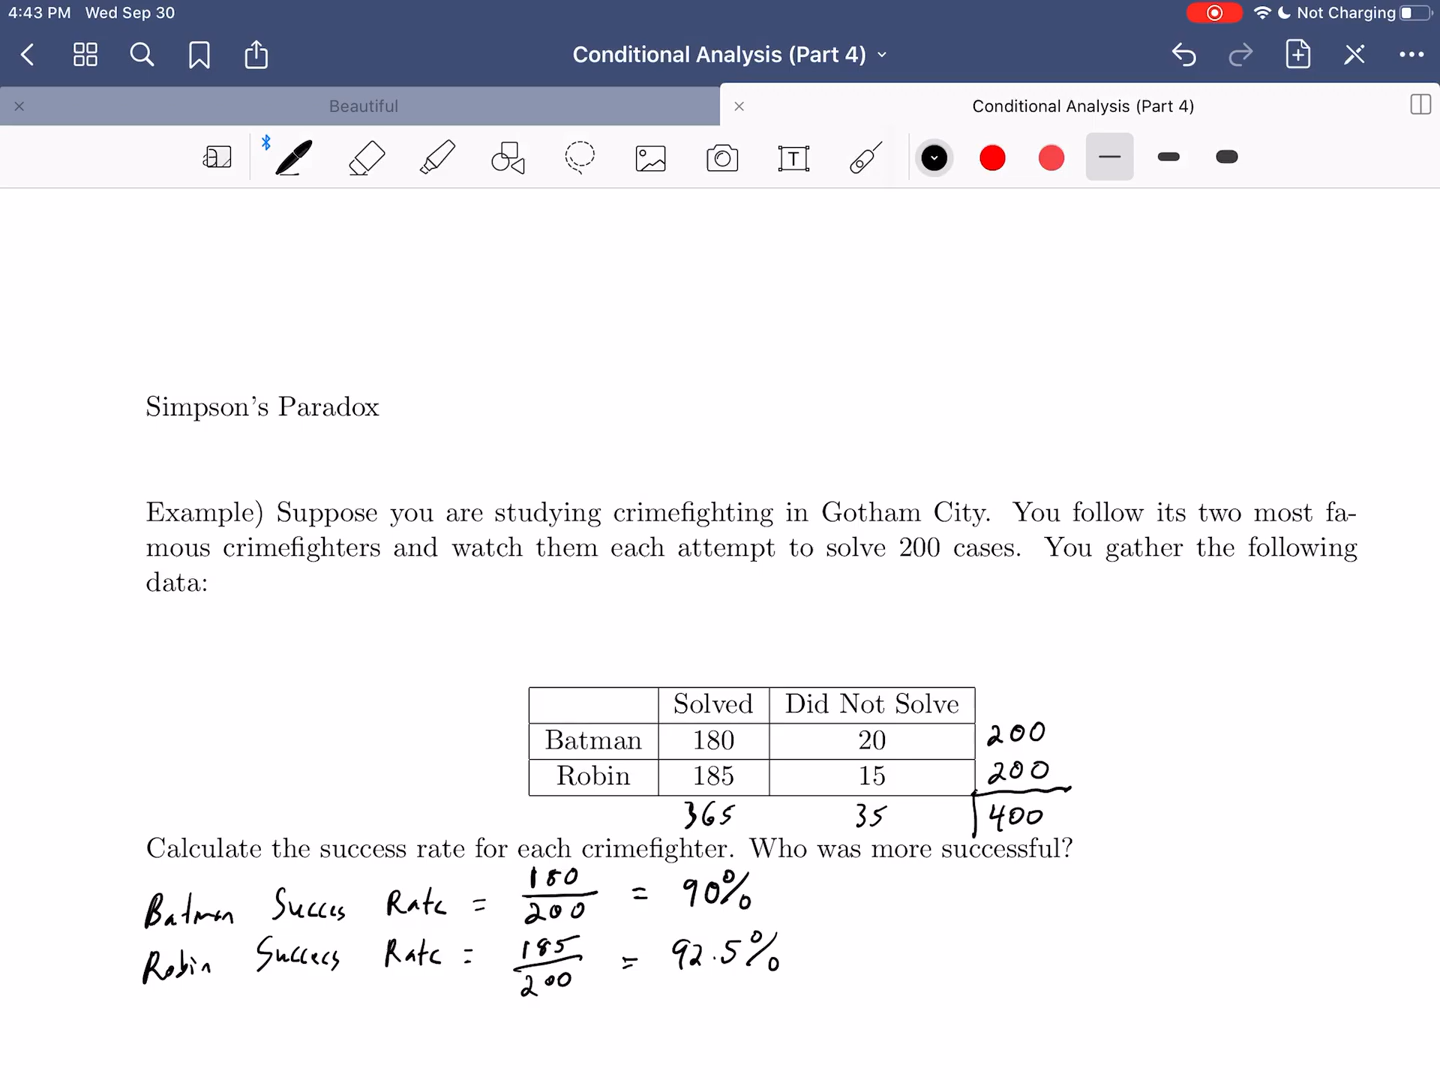 4:43 PM Wed Sep 30 Not Charging
Conditional Analysis (Part 4)
Beautiful Conditional Analysis (Part 4)
Simpson's Paradox
Example) Suppose you are studying crimefighting in Gotham City. You follow its two most fa-
mous crimefighters and watch them each attempt to solve 200 cases. You gather the following
data:
Solved Did Not Solve
Batman 180 20 200
Robin 185 15 200
365 35 400
Calculate the success rate for each crimefighter. Who was more successful?
Batman Succes Rate = 180/200 = 90%
Robin Success Rate = 185/200 = 92.5%